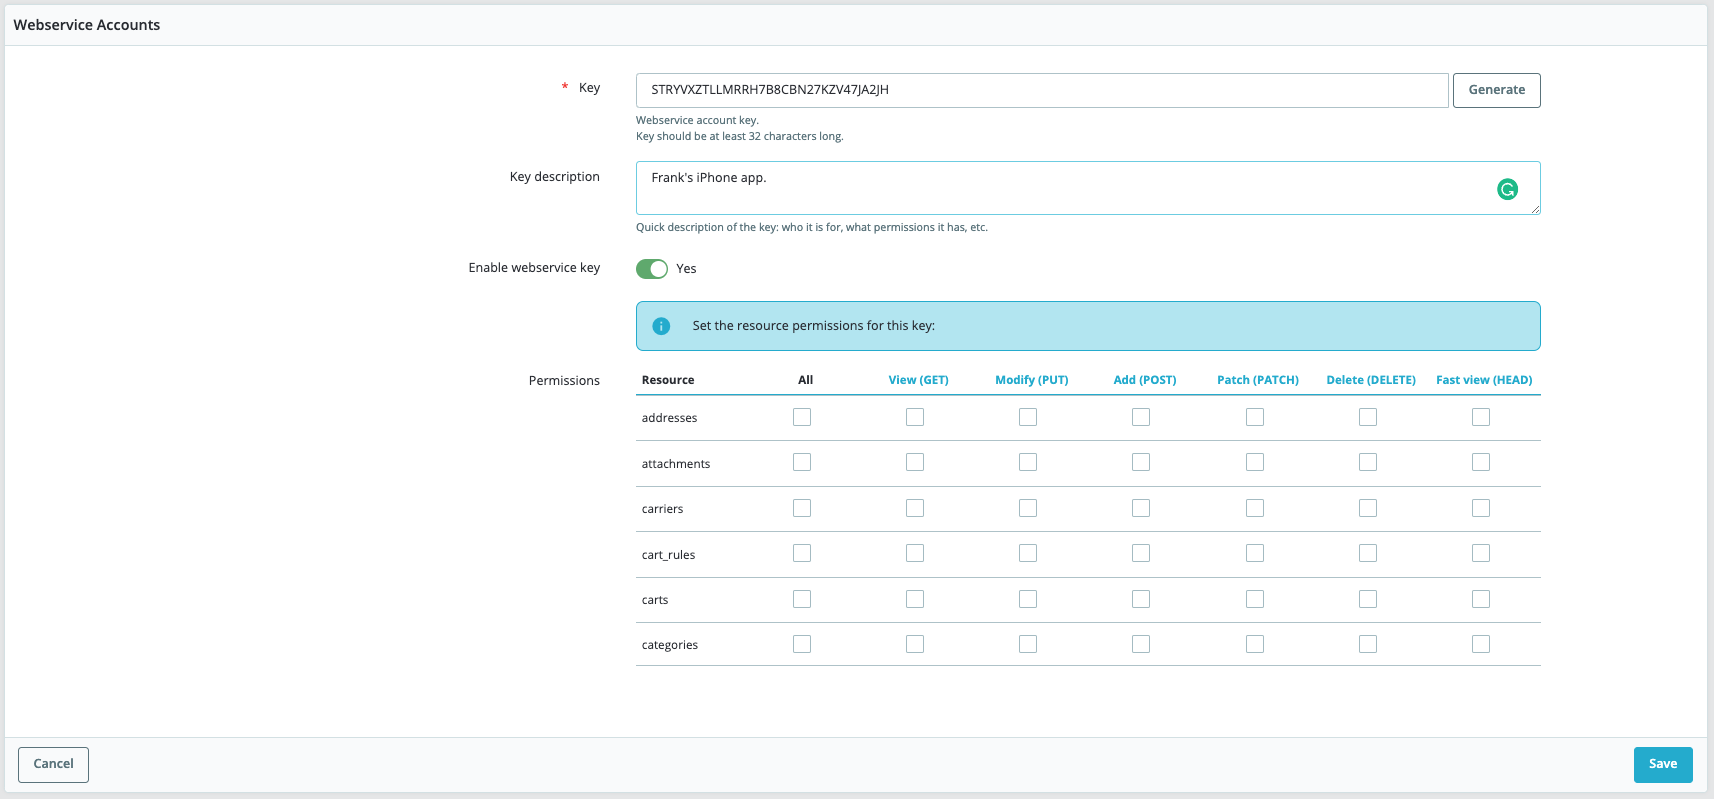 Webservice Accounts
* Key
STRYVXZTLLMRRH7B8CBN27KZV47JA2JH
Generate
Webservice account key.
Key should be at least 32 characters long.
Key description
Frank's iPhone app.
Quick description of the key: who it is for, what permissions it has, etc.
Enable webservice key
Yes
Set the resource permissions for this key:
Permissions
Resource All View (GET) Modify (PUT) Add (POST) Patch (PATCH) Delete (DELETE) Fast view (HEAD)
addresses
attachments
carriers
cart_rules
carts
categories
Cancel
Save